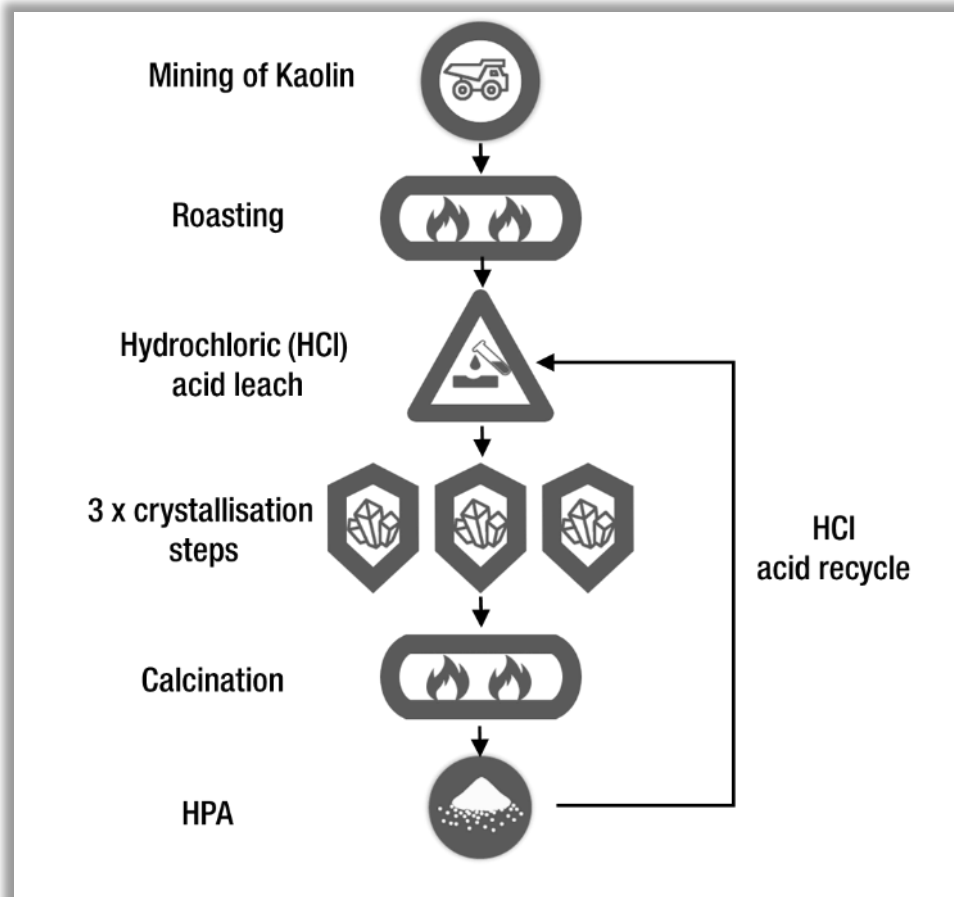 Mining of Kaolin
Roasting
Hydrochloric (HCl)
acid leach
3 x crystallisation
steps
HCl
acid recycle
Calcination
HPA